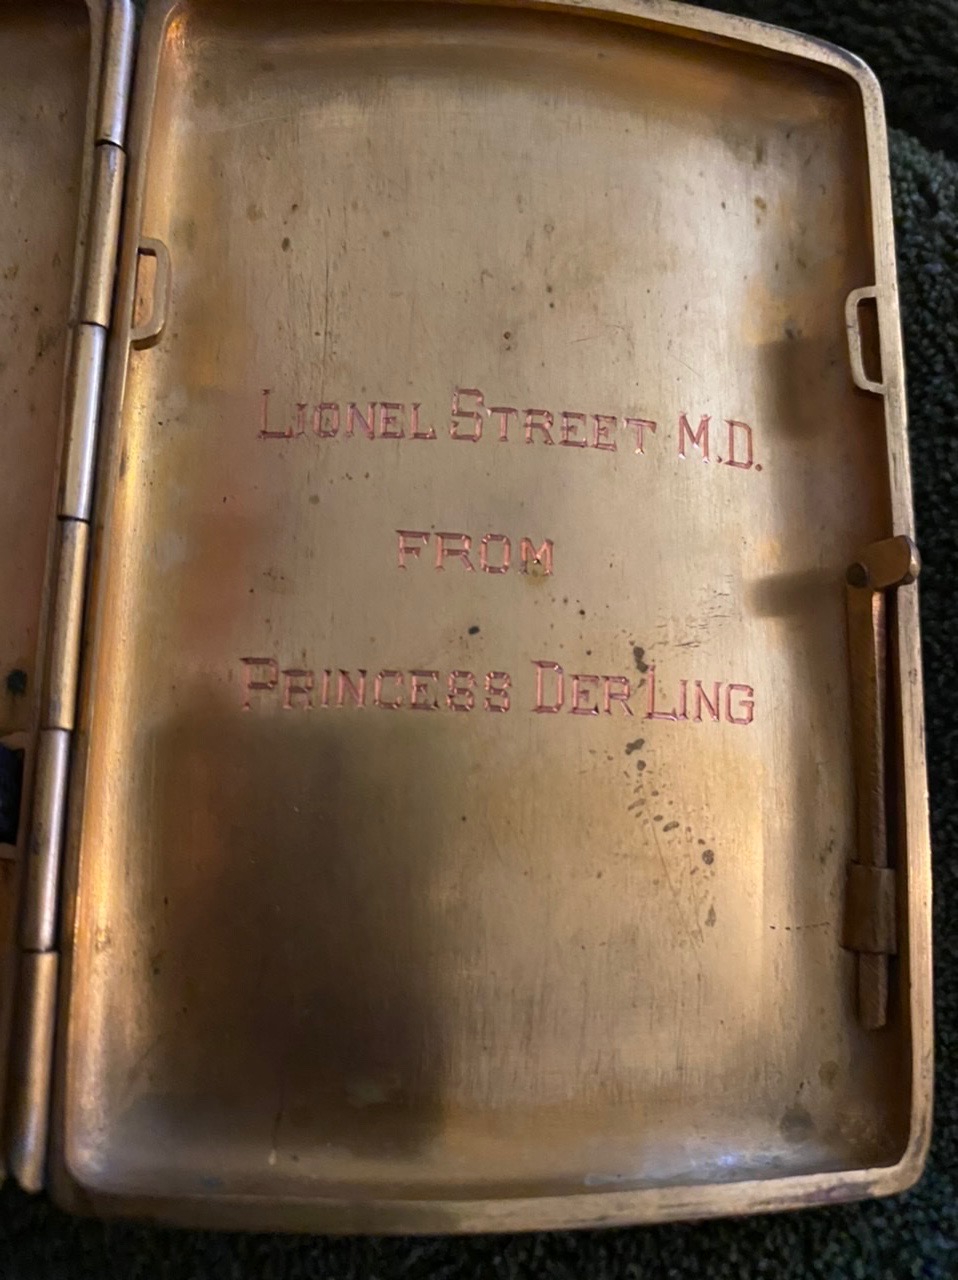 LIONEL STREET M.D.
FROM
PRINCESS DER LING